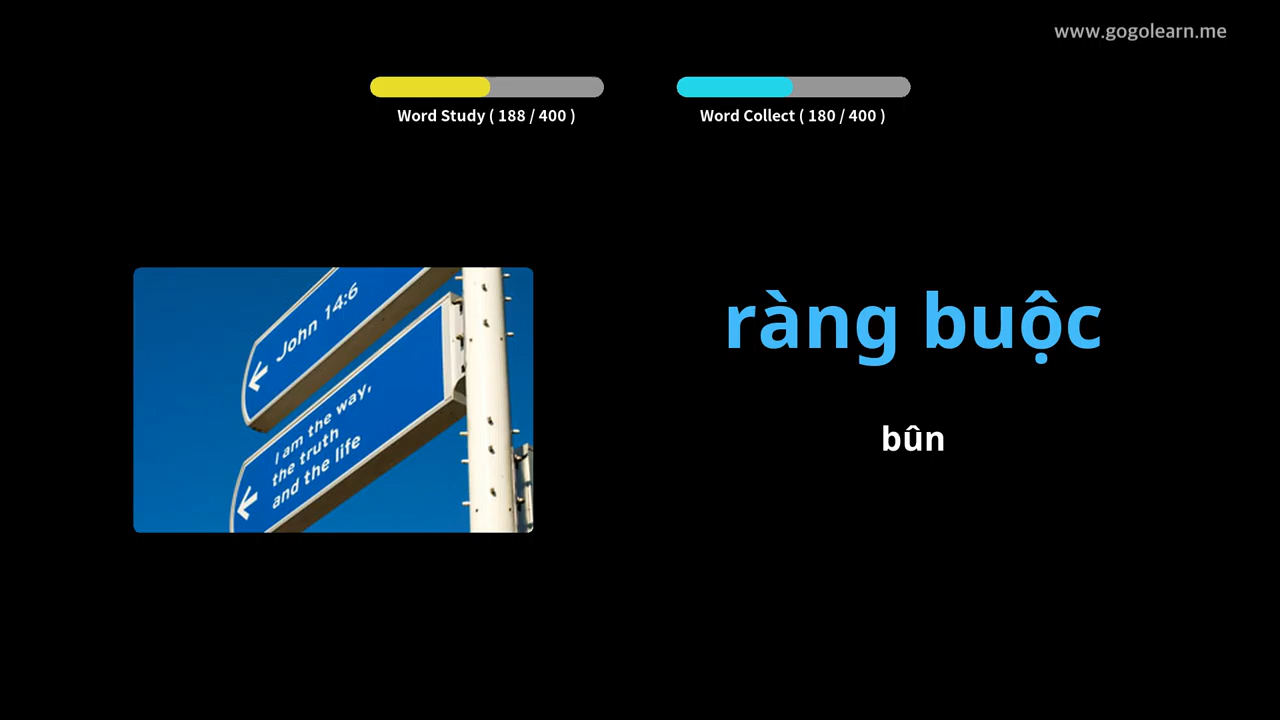 www.gogolearn.me
Word Study ( 188 / 400 )
Word Collect ( 180 / 400 )
John 14:6
I am the way,
the truth
and the life
ràng buộc
bûn